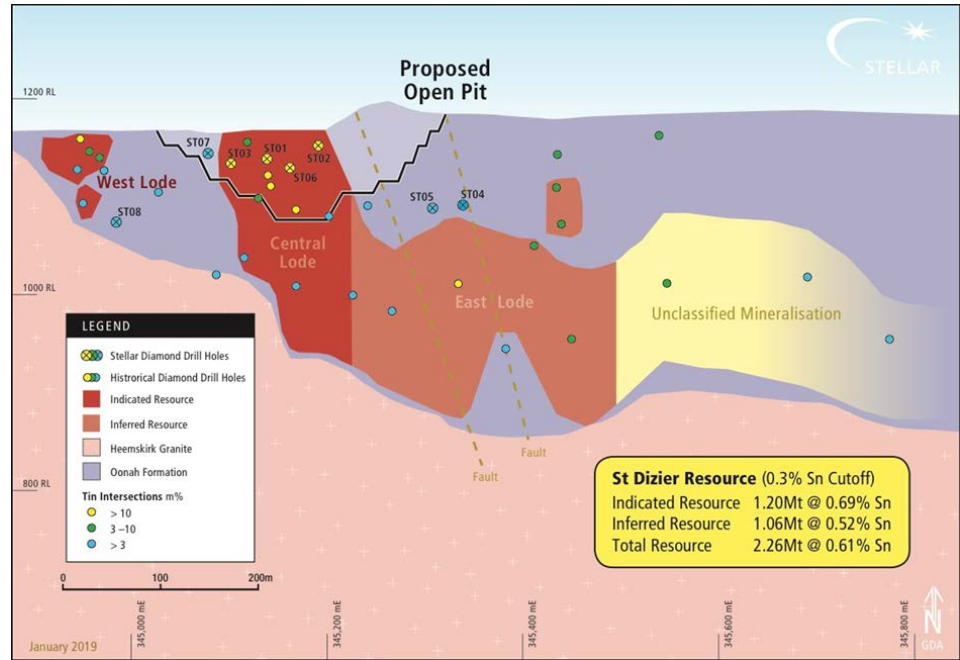 STELLAR
Proposed
Open Pit
1200 RL
ST07
ST03
ST01
ST02
ST06
West Lode
ST08
ST05
ST04
Central
Lode
East Lode
1000 RL
Unclassified Mineralisation
LEGEND
Stellar Diamond Drill Holes
Histrorical Diamond Drill Holes
Indicated Resource
Inferred Resource
Heemskirk Granite
Oonah Formation
Tin Intersections m%
> 10
3 –10
> 3
Fault
Fault
800 RL
St Dizier Resource (0.3% Sn Cutoff)
Indicated Resource 1.20Mt @ 0.69% Sn
Inferred Resource 1.06Mt @ 0.52% Sn
Total Resource 2.26Mt @ 0.61% Sn
0 100 200m
345,000 mE
345,200 mE
345,400 mE
345,600 mE
345,800 mE
January 2019
N
GDA